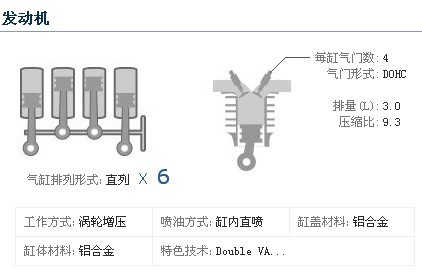 发动机
每缸气门数: 4
气门形式: DOHC
排量(L): 3.0
压缩比: 9.3
气缸排列形式: 直列 X 6
工作方式: 涡轮增压 喷油方式: 缸内直喷 缸盖材料: 铝合金
缸体材料: 铝合金 特色技术: Double VA...